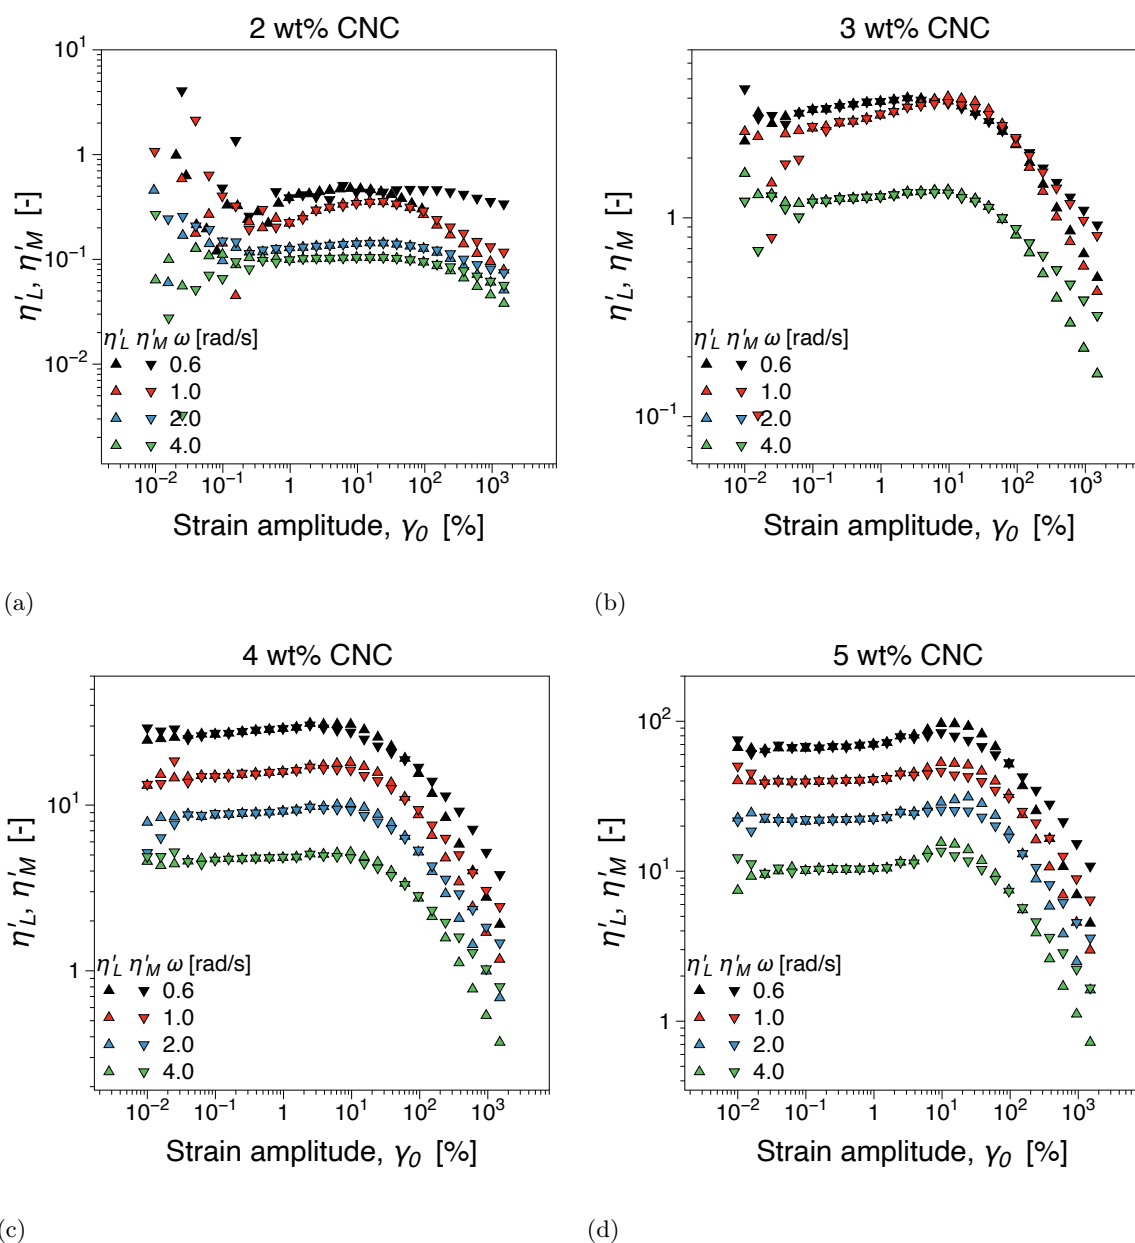 2 wt% CNC
10¹
1
10⁻¹
10⁻²
η′L, η′M [-]
η′L η′M ω [rad/s]
0.6
1.0
2.0
4.0
10⁻² 10⁻¹ 1 10¹ 10² 10³
Strain amplitude, γ0 [%]
(a)
3 wt% CNC
1
10⁻¹
η′L, η′M [-]
η′L η′M ω [rad/s]
0.6
1.0
2.0
4.0
10⁻² 10⁻¹ 1 10¹ 10² 10³
Strain amplitude, γ0 [%]
(b)
4 wt% CNC
10¹
1
η′L, η′M [-]
η′L η′M ω [rad/s]
0.6
1.0
2.0
4.0
10⁻² 10⁻¹ 1 10¹ 10² 10³
Strain amplitude, γ0 [%]
(c)
5 wt% CNC
10²
10¹
1
η′L, η′M [-]
η′L η′M ω [rad/s]
0.6
1.0
2.0
4.0
10⁻² 10⁻¹ 1 10¹ 10² 10³
Strain amplitude, γ0 [%]
(d)